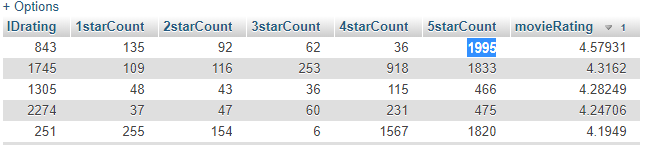 + Options
IDrating 1starCount 2starCount 3starCount 4starCount 5starCount movieRating 1
843 135 92 62 36 1995 4.57931
1745 109 116 253 918 1833 4.3162
1305 48 43 36 115 466 4.28249
2274 37 47 60 231 475 4.24706
251 255 154 6 1567 1820 4.1949